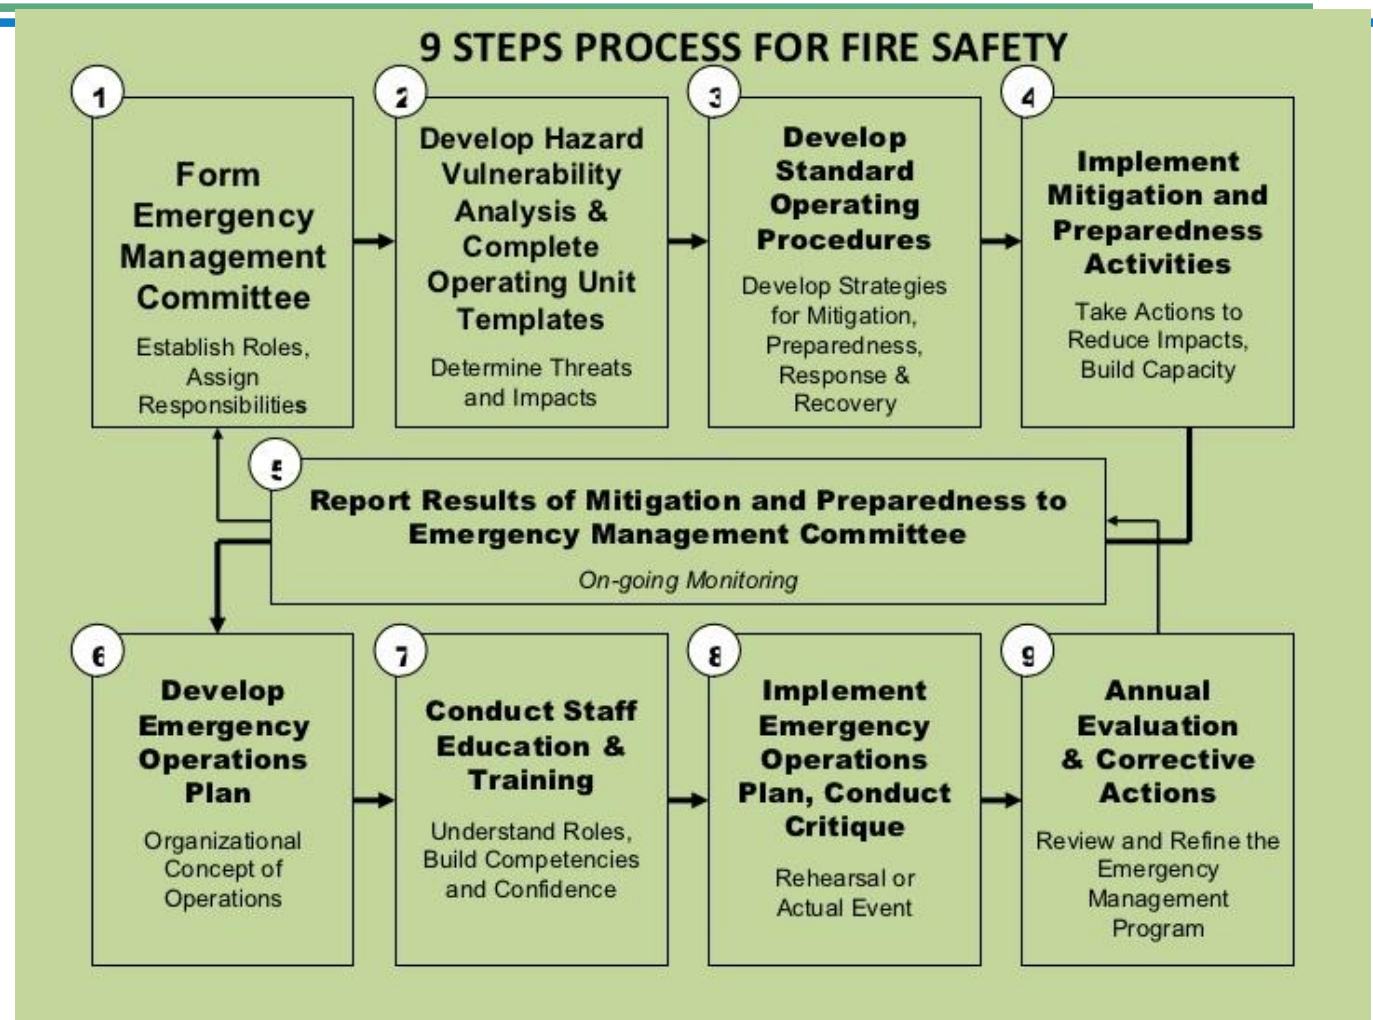 9 STEPS PROCESS FOR FIRE SAFETY
1
Form
Emergency
Management
Committee
Establish Roles,
Assign
Responsibilities
2
Develop Hazard
Vulnerability
Analysis &
Complete
Operating Unit
Templates
Determine Threats
and Impacts
3
Develop
Standard
Operating
Procedures
Develop Strategies
for Mitigation,
Preparedness,
Response &
Recovery
4
Implement
Mitigation and
Preparedness
Activities
Take Actions to
Reduce Impacts,
Build Capacity
5
Report Results of Mitigation and Preparedness to
Emergency Management Committee
On-going Monitoring
6
Develop
Emergency
Operations
Plan
Organizational
Concept of
Operations
7
Conduct Staff
Education &
Training
Understand Roles,
Build Competencies
and Confidence
8
Implement
Emergency
Operations
Plan, Conduct
Critique
Rehearsal or
Actual Event
9
Annual
Evaluation
& Corrective
Actions
Review and Refine the
Emergency
Management
Program